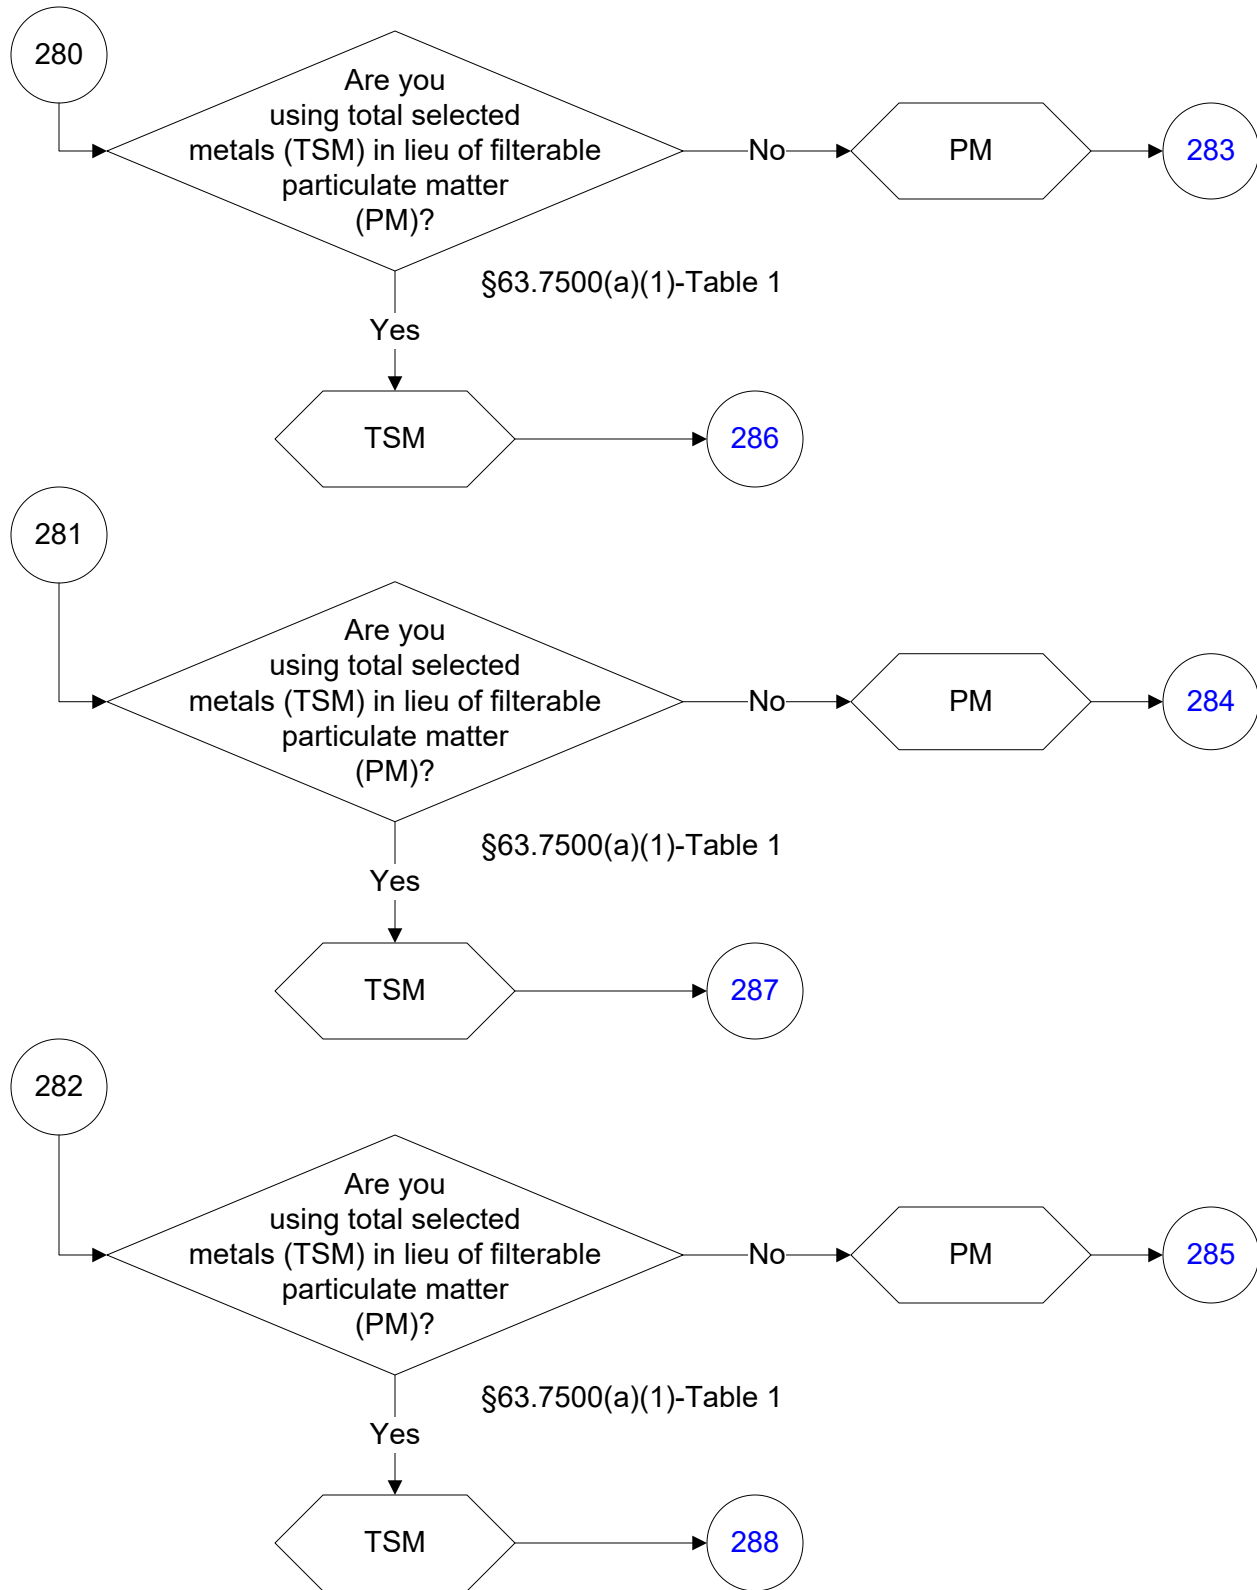 280
Are you
using total selected
metals (TSM) in lieu of filterable
particulate matter
(PM)?
No
PM
283
§63.7500(a)(1)-Table 1
Yes
TSM
286
281
Are you
using total selected
metals (TSM) in lieu of filterable
particulate matter
(PM)?
No
PM
284
§63.7500(a)(1)-Table 1
Yes
TSM
287
282
Are you
using total selected
metals (TSM) in lieu of filterable
particulate matter
(PM)?
No
PM
285
§63.7500(a)(1)-Table 1
Yes
TSM
288